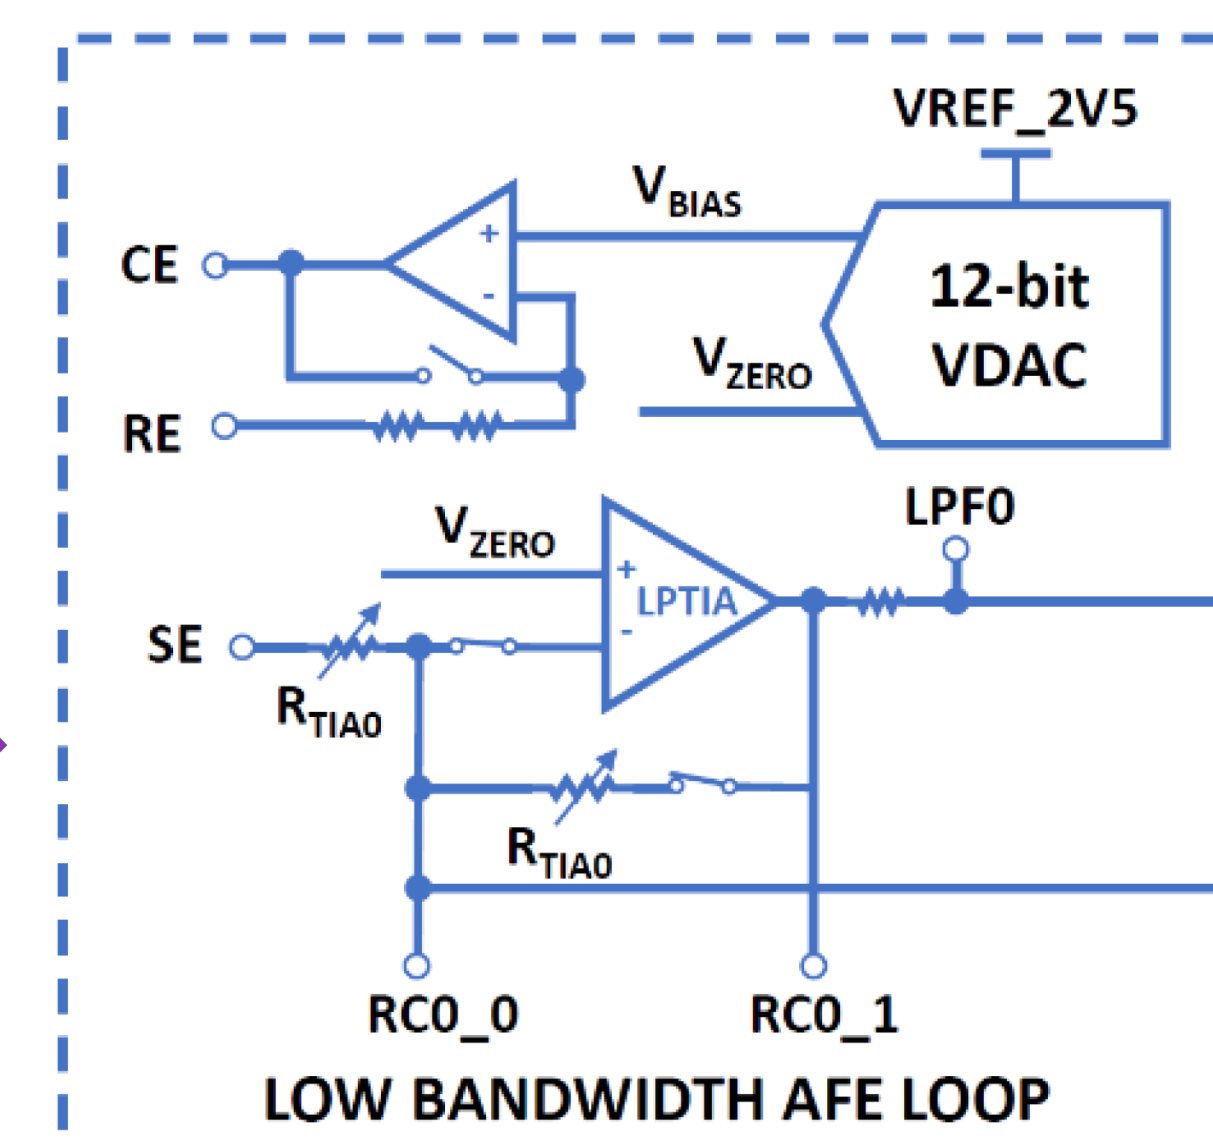 VREF_2V5
VBIAS
+
CE
-
12-bit
VDAC
VZERO
RE
LPF0
VZERO
+
LPTIA
-
SE
RTIA0
RTIA0
RC0_0
RC0_1
LOW BANDWIDTH AFE LOOP